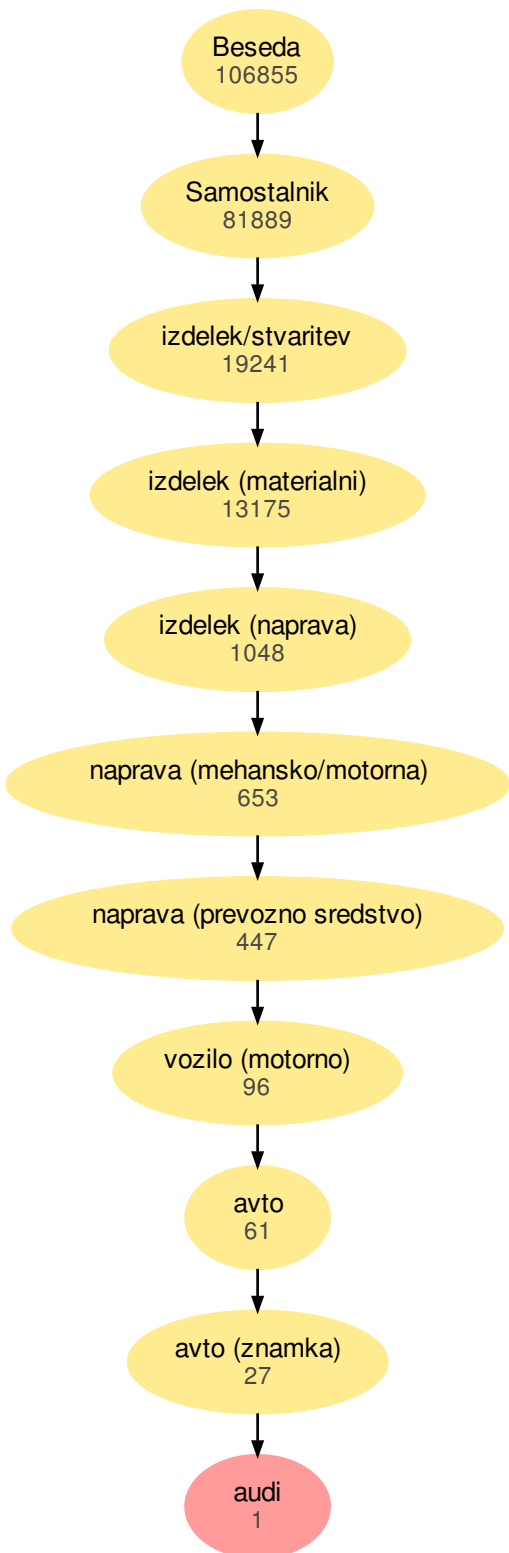 Beseda
106855
Samostalnik
81889
izdelek/stvaritev
19241
izdelek (materialni)
13175
izdelek (naprava)
1048
naprava (mehansko/motorna)
653
naprava (prevozno sredstvo)
447
vozilo (motorno)
96
avto
61
avto (znamka)
27
audi
1